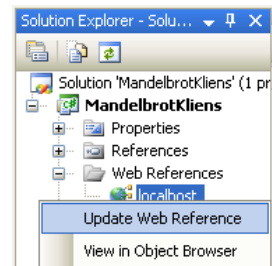 Solution Explorer - Solu...
Solution 'MandelbrotKliens' (1 pr
MandelbrotKliens
Properties
References
Web References
localhost
Update Web Reference
View in Object Browser